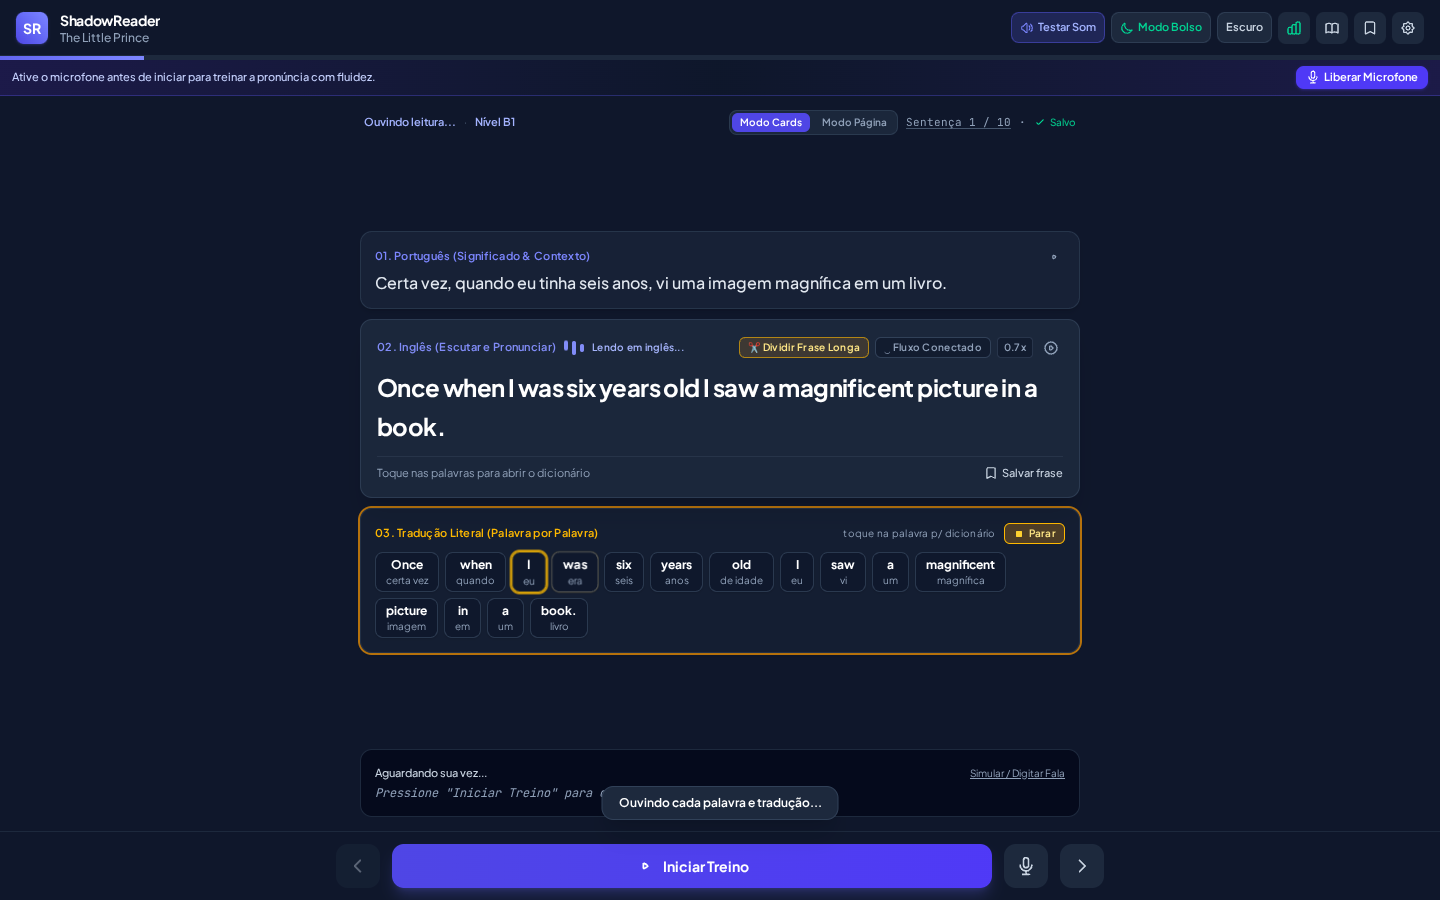 SR
ShadowReader
The Little Prince
Testar Som
Modo Bolso
Escuro
Ative o microfone antes de iniciar para treinar a pronúncia com fluidez.
Liberar Microfone
Ouvindo leitura... · Nível B1
Modo Cards
Modo Página
Sentença 1 / 10 · ✓ Salvo
01. Português (Significado & Contexto)
Certa vez, quando eu tinha seis anos, vi uma imagem magnífica em um livro.
02. Inglês (Escutar e Pronunciar)
Lendo em inglês...
✂️ Dividir Frase Longa
‿ Fluxo Conectado
0.7x
Once when I was six years old I saw a magnificent picture in a
book.
Toque nas palavras para abrir o dicionário
Salvar frase
03. Tradução Literal (Palavra por Palavra)
toque na palavra p/ dicionário
Parar
Once when I was six years old I saw a magnificent
certa vez quando eu era seis anos de idade eu vi um magnífica
picture in a book.
imagem em um livro
Aguardando sua vez...
Simular / Digitar Fala
Pressione "Iniciar Treino" para
Ouvindo cada palavra e tradução...
Iniciar Treino